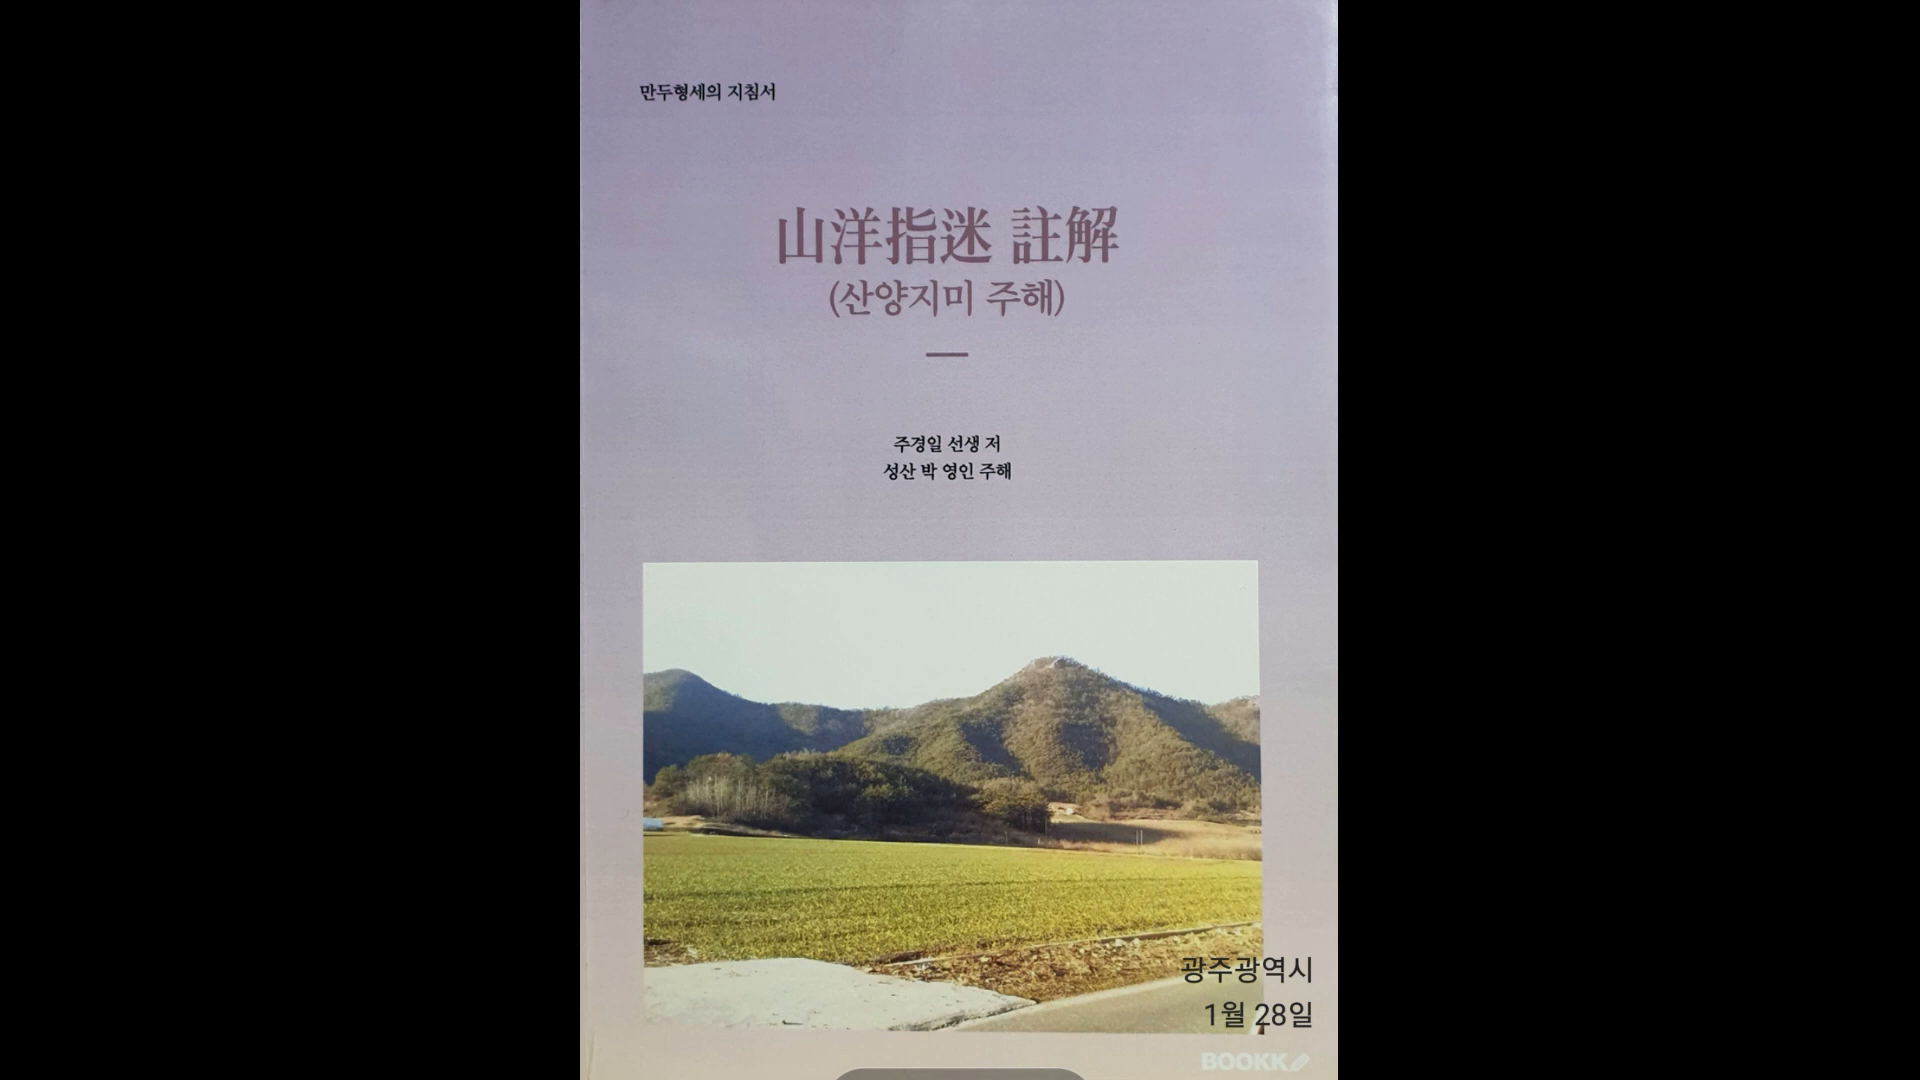 만두형세의 지침서
山洋指迷 註解
(산양지미 주해)
주경일 선생 저
성산 박 영인 주해
광주광역시
1월 28일
BOOKK